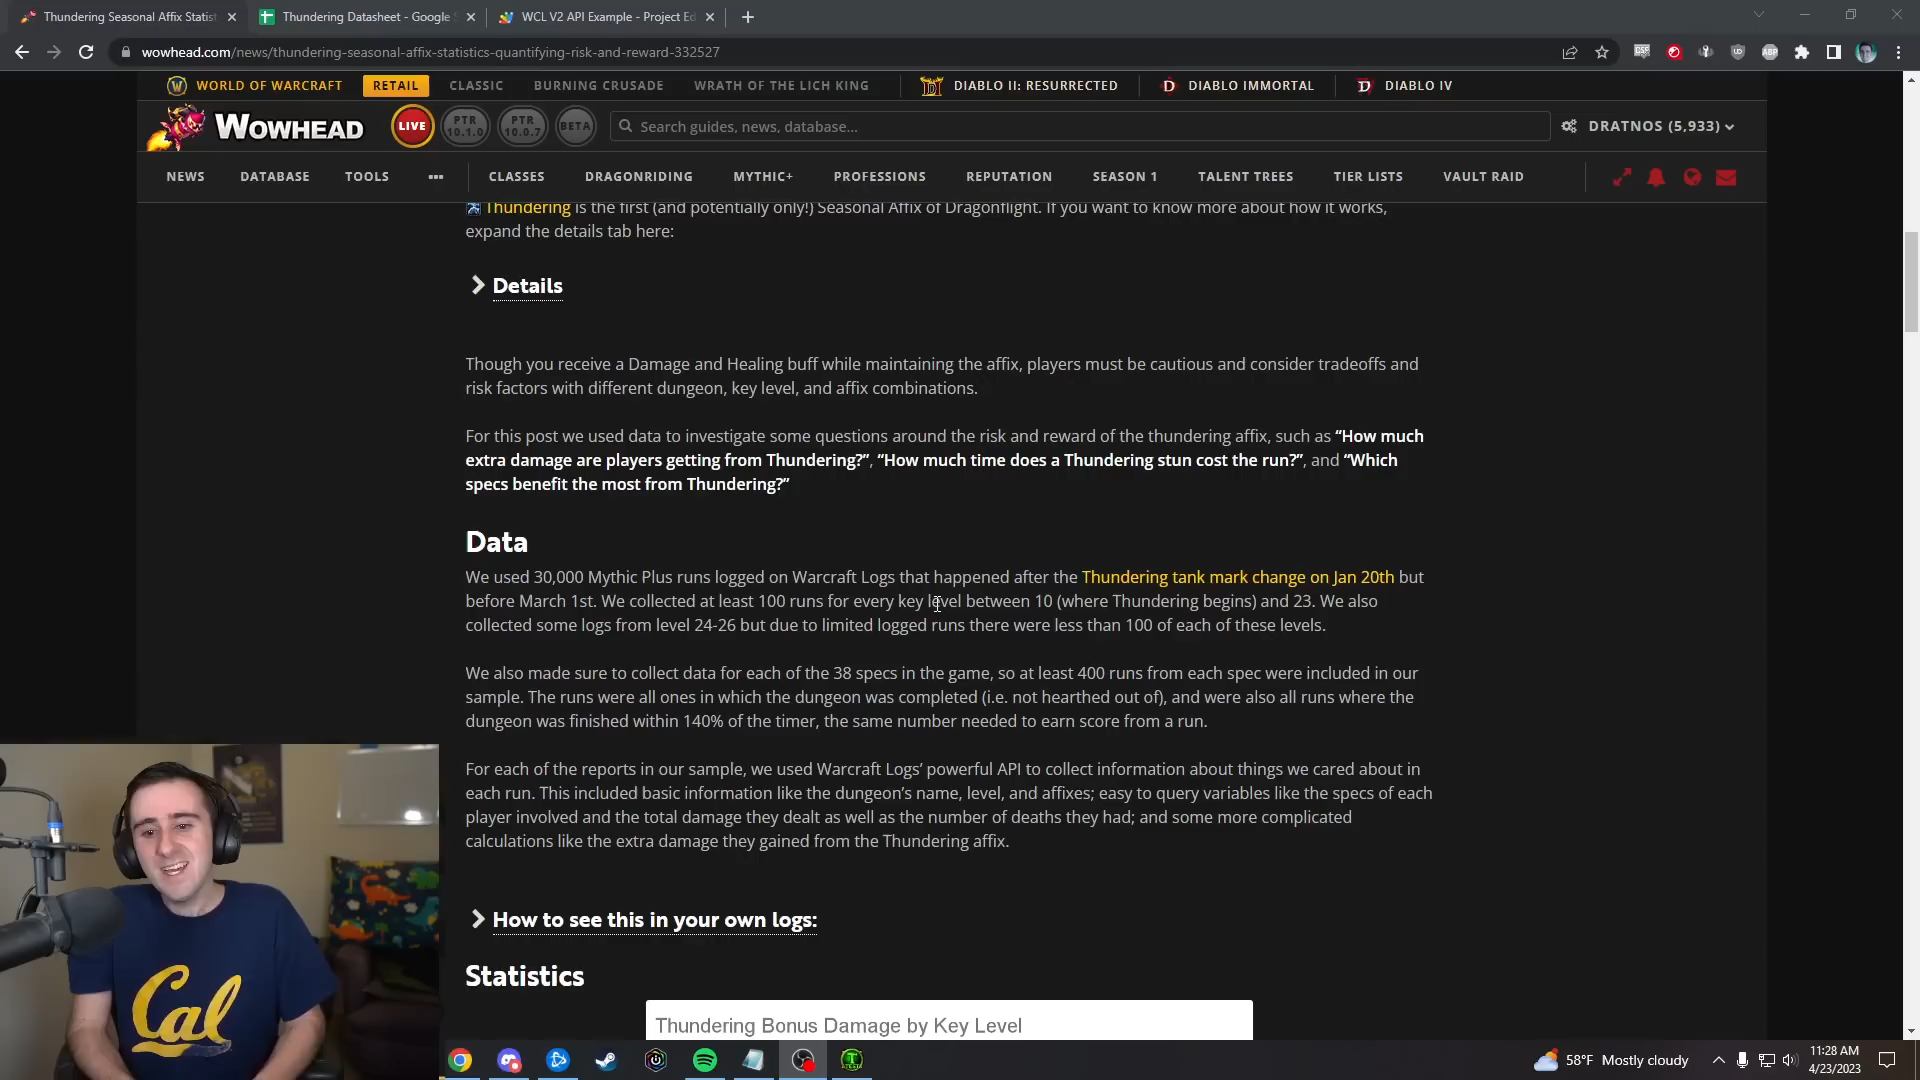 Thundering Seasonal Affix Statist
Thundering Datasheet - Google S
WCL V2 API Example - Project Ed
wowhead.com/news/thundering-seasonal-affix-statistics-quantifying-risk-and-reward-332527
WORLD OF WARCRAFT
RETAIL
CLASSIC
BURNING CRUSADE
WRATH OF THE LICH KING
DIABLO II: RESURRECTED
DIABLO IMMORTAL
DIABLO IV
WOWHEAD
LIVE
PTR 10.1.0
PTR 10.0.7
BETA
Search guides, news, database...
DRATNOS (5,933)
NEWS
DATABASE
TOOLS
•••
CLASSES
DRAGONRIDING
MYTHIC+
PROFESSIONS
REPUTATION
SEASON 1
TALENT TREES
TIER LISTS
VAULT RAID
Thundering is the first (and potentially only!) Seasonal Affix of Dragonflight. If you want to know more about how it works,
expand the details tab here:
Details
Though you receive a Damage and Healing buff while maintaining the affix, players must be cautious and consider tradeoffs and
risk factors with different dungeon, key level, and affix combinations.
For this post we used data to investigate some questions around the risk and reward of the thundering affix, such as “How much
extra damage are players getting from Thundering?”, “How much time does a Thundering stun cost the run?”, and “Which
specs benefit the most from Thundering?”
Data
We used 30,000 Mythic Plus runs logged on Warcraft Logs that happened after the Thundering tank mark change on Jan 20th but
before March 1st. We collected at least 100 runs for every key level between 10 (where Thundering begins) and 23. We also
collected some logs from level 24-26 but due to limited logged runs there were less than 100 of each of these levels.
We also made sure to collect data for each of the 38 specs in the game, so at least 400 runs from each spec were included in our
sample. The runs were all ones in which the dungeon was completed (i.e. not hearthed out of), and were also all runs where the
dungeon was finished within 140% of the timer, the same number needed to earn score from a run.
For each of the reports in our sample, we used Warcraft Logs’ powerful API to collect information about things we cared about in
each run. This included basic information like the dungeon’s name, level, and affixes; easy to query variables like the specs of each
player involved and the total damage they dealt as well as the number of deaths they had; and some more complicated
calculations like the extra damage they gained from the Thundering affix.
How to see this in your own logs:
Statistics
Thundering Bonus Damage by Key Level
Cal
58°F Mostly cloudy
11:28 AM
4/23/2023